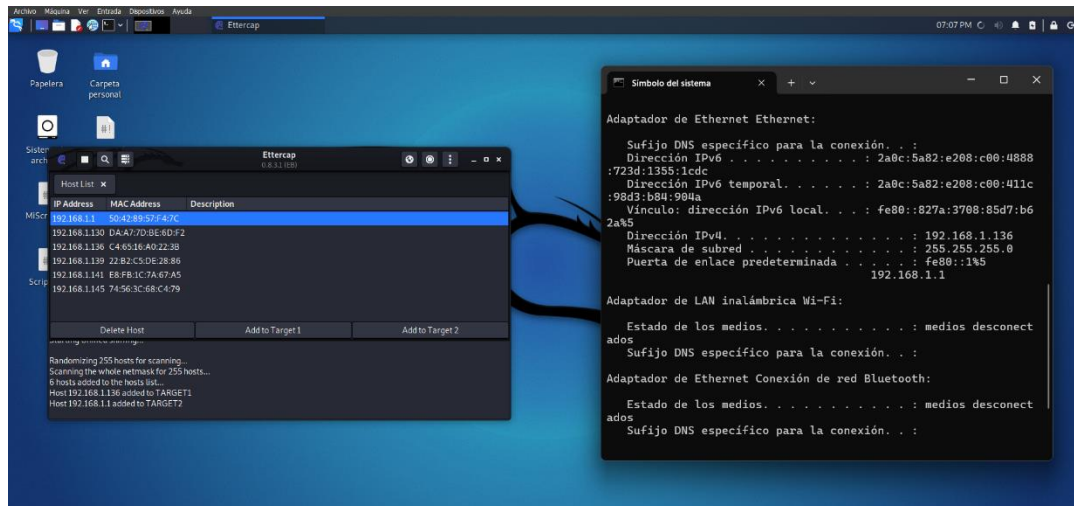 Archivo Máquina Ver Entrada Dispositivos Ayuda
Ettercap
07:07 PM
Papelera
Carpeta
personal
Ettercap
0.8.3.1 (EB)
Host List
IP Address MAC Address Description
192.168.1.1 50:42:89:57:F4:7C
192.168.1.130 DA:A7:7D:BE:6D:F2
192.168.1.136 C4:65:16:A0:22:3B
192.168.1.139 22:B2:C5:DE:28:86
192.168.1.141 E8:FB:1C:7A:67:A5
192.168.1.145 74:56:3C:68:C4:79
Delete Host Add to Target 1 Add to Target 2
Randomizing 255 hosts for scanning...
Scanning the whole netmask for 255 hosts...
6 hosts added to the hosts list...
Host 192.168.1.136 added to TARGET1
Host 192.168.1.1 added to TARGET2
Símbolo del sistema
Adaptador de Ethernet Ethernet:
Sufijo DNS específico para la conexión. . :
Dirección IPv6 . . . . . . . . . . : 2a0c:5a82:e208:c00:4888
:723d:1355:1cdc
Dirección IPv6 temporal. . . . . . : 2a0c:5a82:e208:c00:411c
:98d3:b84:904a
Vínculo: dirección IPv6 local. . . : fe80::827a:3708:85d7:b6
2a%5
Dirección IPv4. . . . . . . . . . . . . . : 192.168.1.136
Máscara de subred . . . . . . . . . . . . : 255.255.255.0
Puerta de enlace predeterminada . . . . . : fe80::1%5
192.168.1.1
Adaptador de LAN inalámbrica Wi-Fi:
Estado de los medios. . . . . . . . . . . : medios desconect
ados
Sufijo DNS específico para la conexión. . :
Adaptador de Ethernet Conexión de red Bluetooth:
Estado de los medios. . . . . . . . . . . : medios desconect
ados
Sufijo DNS específico para la conexión. . :